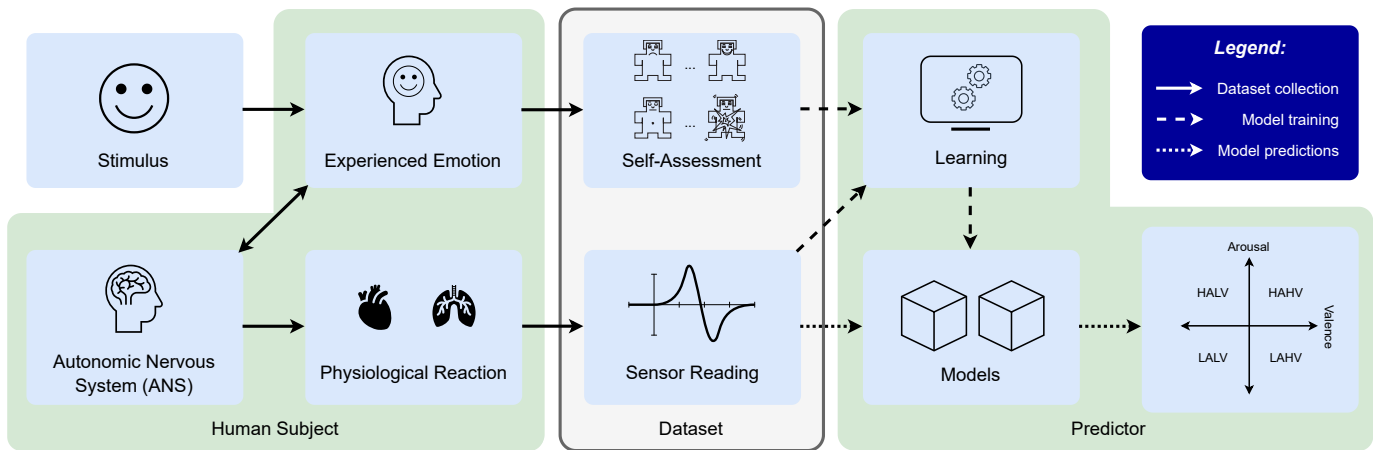 Legend:
Dataset collection
Model training
Model predictions
Stimulus
Experienced Emotion
...
...
Self-Assessment
Learning
Autonomic Nervous
System (ANS)
Physiological Reaction
Sensor Reading
Models
Arousal
HALV
HAHV
Valence
LALV
LAHV
Human Subject
Dataset
Predictor